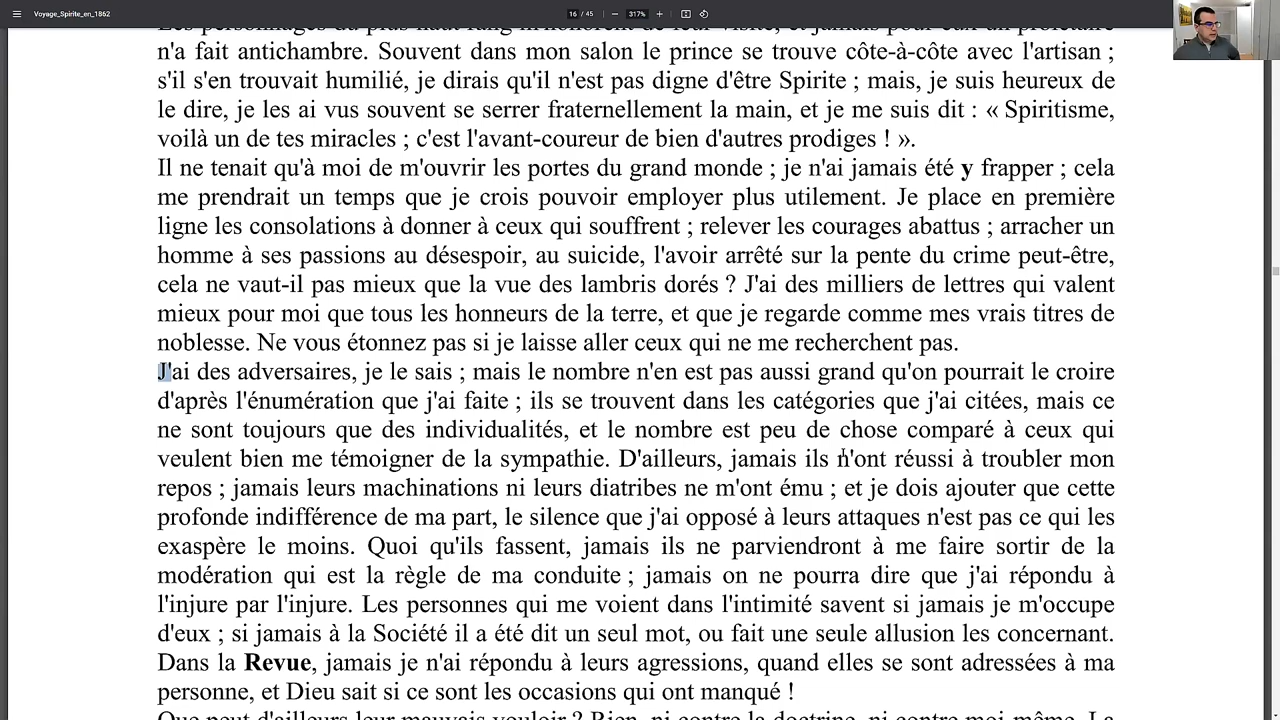 Voyage_Spirite_en_1862
16 / 45
317%
n'a fait antichambre. Souvent dans mon salon le prince se trouve côte-à-côte avec l'artisan ;
s'il s'en trouvait humilié, je dirais qu'il n'est pas digne d'être Spirite ; mais, je suis heureux de
le dire, je les ai vus souvent se serrer fraternellement la main, et je me suis dit : « Spiritisme,
voilà un de tes miracles ; c'est l'avant-coureur de bien d'autres prodiges ! ».
Il ne tenait qu'à moi de m'ouvrir les portes du grand monde ; je n'ai jamais été y frapper ; cela
me prendrait un temps que je crois pouvoir employer plus utilement. Je place en première
ligne les consolations à donner à ceux qui souffrent ; relever les courages abattus ; arracher un
homme à ses passions au désespoir, au suicide, l'avoir arrêté sur la pente du crime peut-être,
cela ne vaut-il pas mieux que la vue des lambris dorés ? J'ai des milliers de lettres qui valent
mieux pour moi que tous les honneurs de la terre, et que je regarde comme mes vrais titres de
noblesse. Ne vous étonnez pas si je laisse aller ceux qui ne me recherchent pas.
J'ai des adversaires, je le sais ; mais le nombre n'en est pas aussi grand qu'on pourrait le croire
d'après l'énumération que j'ai faite ; ils se trouvent dans les catégories que j'ai citées, mais ce
ne sont toujours que des individualités, et le nombre est peu de chose comparé à ceux qui
veulent bien me témoigner de la sympathie. D'ailleurs, jamais ils n'ont réussi à troubler mon
repos ; jamais leurs machinations ni leurs diatribes ne m'ont ému ; et je dois ajouter que cette
profonde indifférence de ma part, le silence que j'ai opposé à leurs attaques n'est pas ce qui les
exaspère le moins. Quoi qu'ils fassent, jamais ils ne parviendront à me faire sortir de la
modération qui est la règle de ma conduite ; jamais on ne pourra dire que j'ai répondu à
l'injure par l'injure. Les personnes qui me voient dans l'intimité savent si jamais je m'occupe
d'eux ; si jamais à la Société il a été dit un seul mot, ou fait une seule allusion les concernant.
Dans la Revue, jamais je n'ai répondu à leurs agressions, quand elles se sont adressées à ma
personne, et Dieu sait si ce sont les occasions qui ont manqué !
Que peut d'ailleurs leur mauvais vouloir ? Rien, ni contre la doctrine, ni contre moi-même. La